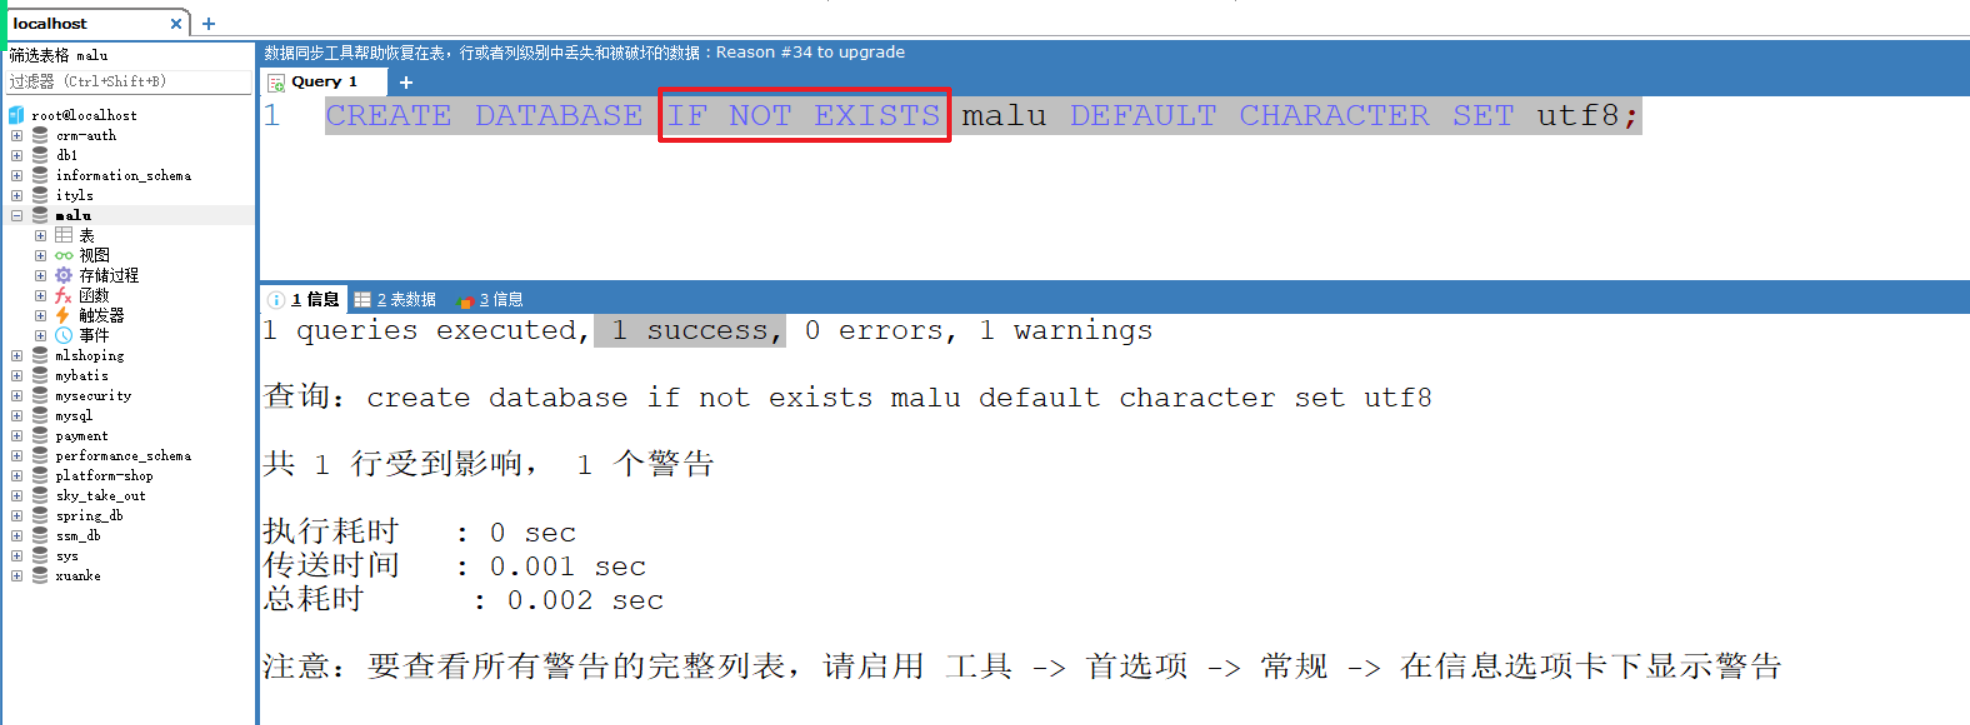 localhost × +
筛选表格 malu
过滤器 (Ctrl+Shift+B)
root@localhost
crm-auth
db1
information_schema
ityls
malu
表
视图
存储过程
函数
触发器
事件
mlshoping
mybatis
mysecurity
mysql
payment
performance_schema
platform-shop
sky_take_out
spring_db
ssm_db
sys
xuanke
数据同步工具帮助恢复在表，行或者列级别中丢失和被破坏的数据：Reason #34 to upgrade
Query 1 +
1 CREATE DATABASE IF NOT EXISTS malu DEFAULT CHARACTER SET utf8;
1 信息 2 表数据 3 信息
1 queries executed, 1 success, 0 errors, 1 warnings
查询：create database if not exists malu default character set utf8
共 1 行受到影响， 1 个警告
执行耗时 : 0 sec
传送时间 : 0.001 sec
总耗时 : 0.002 sec
注意：要查看所有警告的完整列表，请启用 工具 -> 首选项 -> 常规 -> 在信息选项卡下显示警告